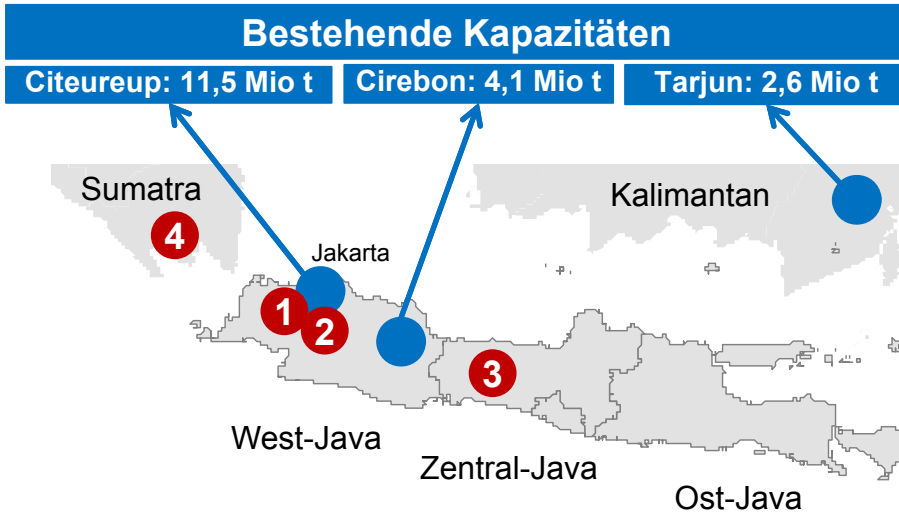 Bestehende Kapazitäten
Citeureup: 11,5 Mio t
Cirebon: 4,1 Mio t
Tarjun: 2,6 Mio t
Sumatra
Kalimantan
4
Jakarta
1
2
3
West-Java
Zentral-Java
Ost-Java